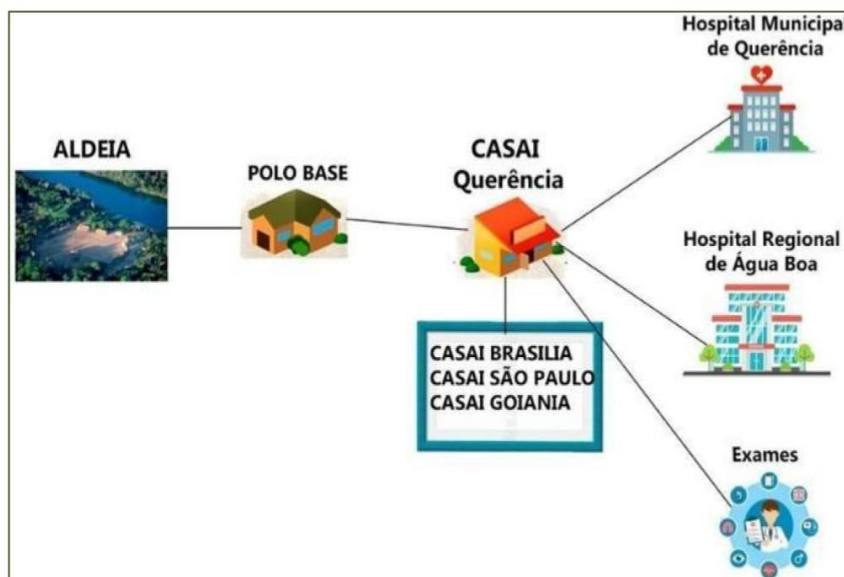 Hospital Municipal
de Querência
ALDEIA
POLO BASE
CASAI
Querência
Hospital Regional
de Água Boa
CASAI BRASILIA
CASAI SÃO PAULO
CASAI GOIANIA
Exames